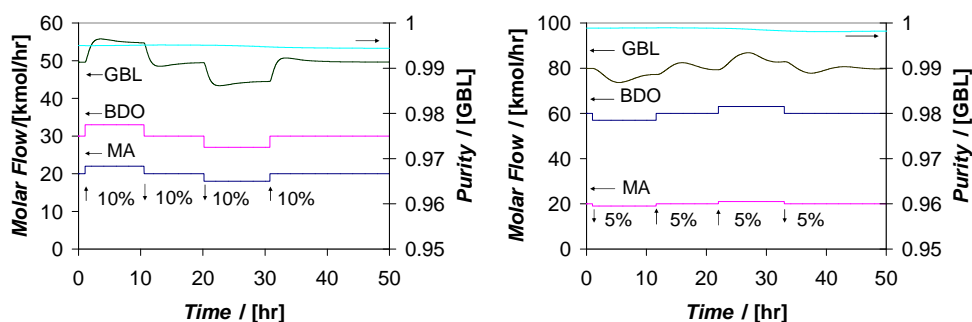 Molar Flow/[kmol/hr]
60
50
40
30
20
10
0
GBL
BDO
MA
10%
10%
10%
10%
0 10 20 30 40 50
Time / [hr]
1
0.99
0.98
0.97
0.96
0.95
Purity / [GBL]
Molar Flow / [kmol/hr]
100
80
60
40
20
0
GBL
BDO
MA
5%
5%
5%
5%
0 10 20 30 40 50
Time / [hr]
1
0.99
0.98
0.97
0.96
0.95
Purity / [GBL]